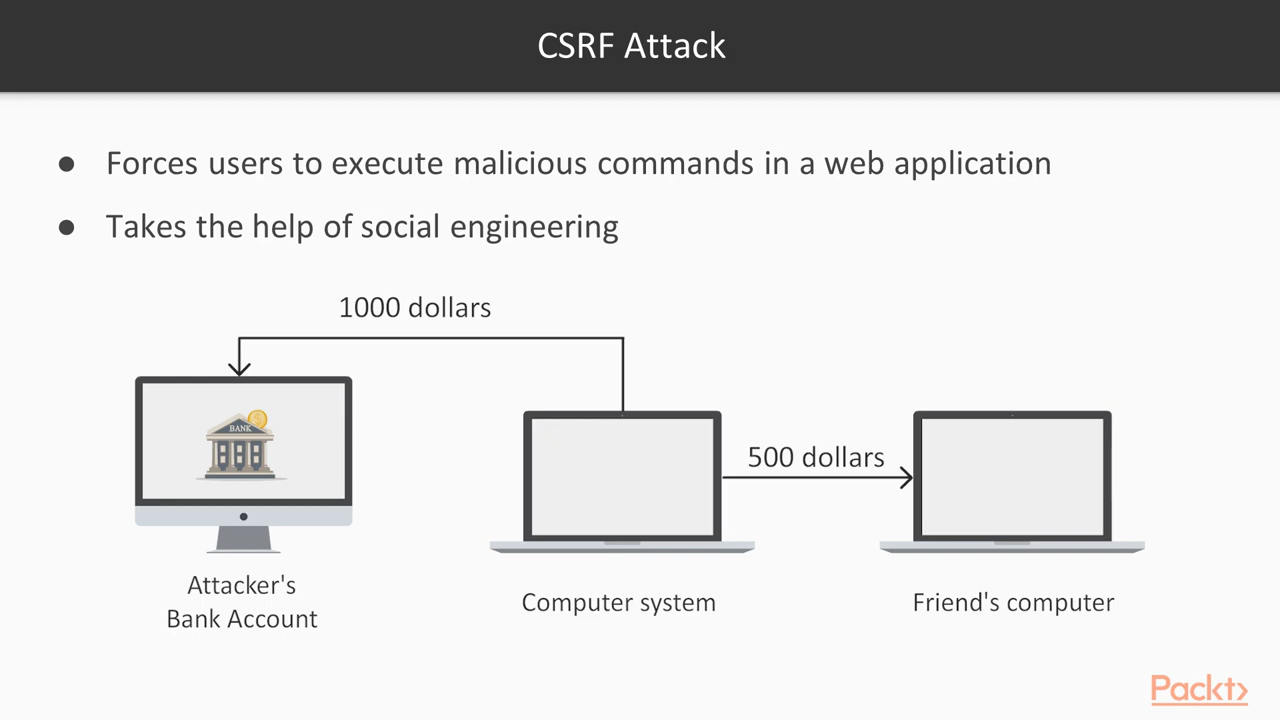 CSRF Attack
● Forces users to execute malicious commands in a web application
● Takes the help of social engineering
1000 dollars
BANK
500 dollars
Attacker's
Bank Account
Computer system
Friend's computer
Packt>